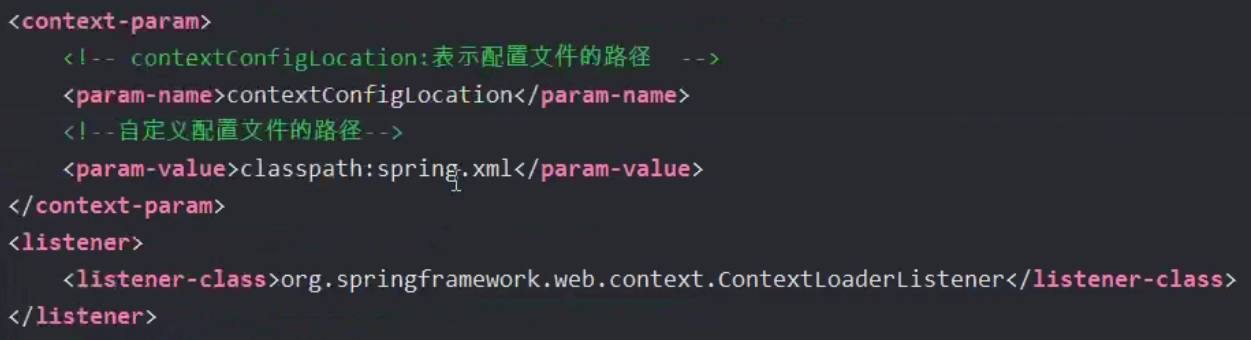 <context-param>
<!-- contextConfigLocation:表示配置文件的路径  -->
<param-name>contextConfigLocation</param-name>
<!--自定义配置文件的路径-->
<param-value>classpath:spring.xml</param-value>
</context-param>
<listener>
<listener-class>org.springframework.web.context.ContextLoaderListener</listener-class>
</listener>